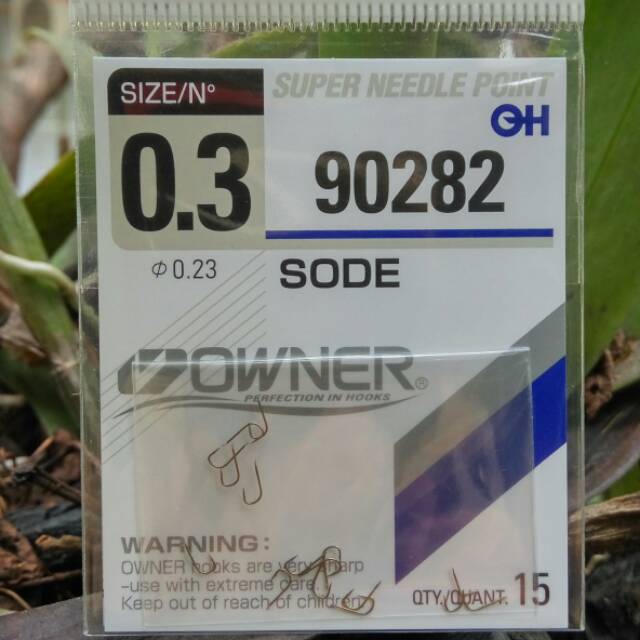 SIZE/N°
SUPER NEEDLE POINT
OH
0.3
90282
Φ 0.23
SODE
OWNER®
PERFECTION IN HOOKS
WARNING:
OWNER hooks are very sharp
-use with extreme care.
Keep out of reach of children.
QTY/QUANT. 15